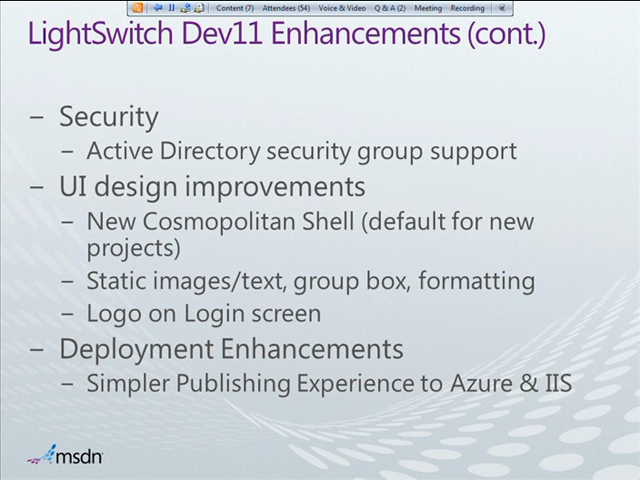 Content (7) Attendees (54) Voice & Video Q & A (2) Meeting Recording
LightSwitch Dev11 Enhancements (cont.)
– Security
– Active Directory security group support
– UI design improvements
– New Cosmopolitan Shell (default for new
projects)
– Static images/text, group box, formatting
– Logo on Login screen
– Deployment Enhancements
– Simpler Publishing Experience to Azure & IIS
msdn